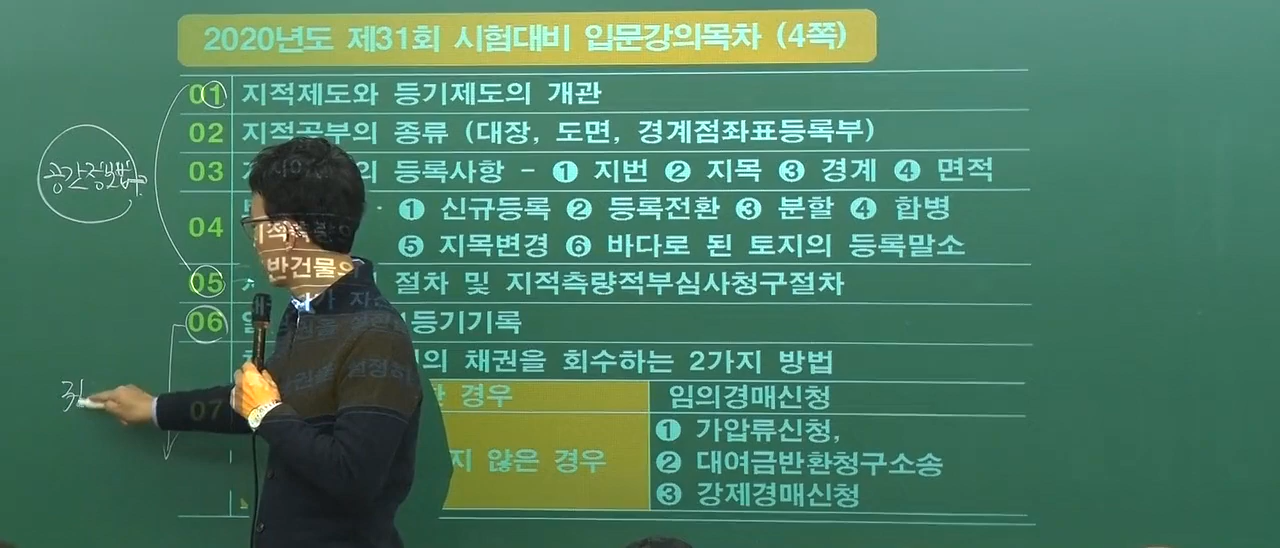 2020년도 제31회 시험대비 입문강의목차 (4쪽)
01 지적제도와 등기제도의 개관
02 지적공부의 종류 (대장, 도면, 경계점좌표등록부)
03 의 등록사항 - ❶ 지번 ❷ 지목 ❸ 경계 ❹ 면적
공간정보법
04 ❶ 신규등록 ❷ 등록전환 ❸ 분할 ❹ 합병
❺ 지목변경 ❻ 바다로 된 토지의 등록말소
05 절차 및 지적측량적부심사청구절차
06 등기기록
의 채권을 회수하는 2가지 방법
07 경우 임의경매신청
❶ 가압류신청,
지 않은 경우 ❷ 대여금반환청구소송
❸ 강제경매신청